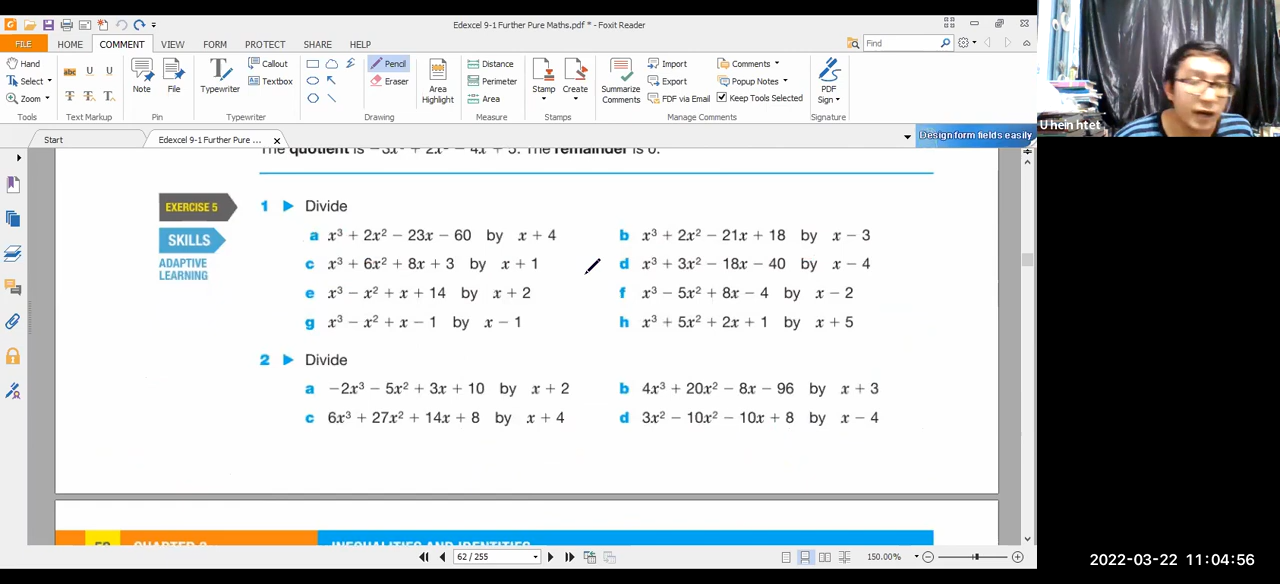 Edexcel 9-1 Further Pure Maths.pdf * - Foxit Reader
FILE HOME COMMENT VIEW FORM PROTECT SHARE HELP
Find
Hand
Select
Zoom
Tools
abc U U
T T T
Text Markup
Note
File
Pin
Typewriter
Callout
Textbox
Typewriter
Pencil
Eraser
Drawing
Area Highlight
Distance
Perimeter
Area
Measure
Stamp
Create
Stamps
Summarize Comments
Import
Export
PDF via Email
Comments
Popup Notes
Keep Tools Selected
Manage Comments
PDF Sign
Signature
U hein htet
Start
Edexcel 9-1 Further Pure ...
Design form fields easily
EXERCISE 5
SKILLS
ADAPTIVE
LEARNING
1 ▶ Divide
a x³ + 2x² − 23x − 60 by x + 4
b x³ + 2x² − 21x + 18 by x − 3
c x³ + 6x² + 8x + 3 by x + 1
d x³ + 3x² − 18x − 40 by x − 4
e x³ − x² + x + 14 by x + 2
f x³ − 5x² + 8x − 4 by x − 2
g x³ − x² + x − 1 by x − 1
h x³ + 5x² + 2x + 1 by x + 5
2 ▶ Divide
a −2x³ − 5x² + 3x + 10 by x + 2
b 4x³ + 20x² − 8x − 96 by x + 3
c 6x³ + 27x² + 14x + 8 by x + 4
d 3x² − 10x² − 10x + 8 by x − 4
62 / 255
150.00%
2022-03-22 11:04:56